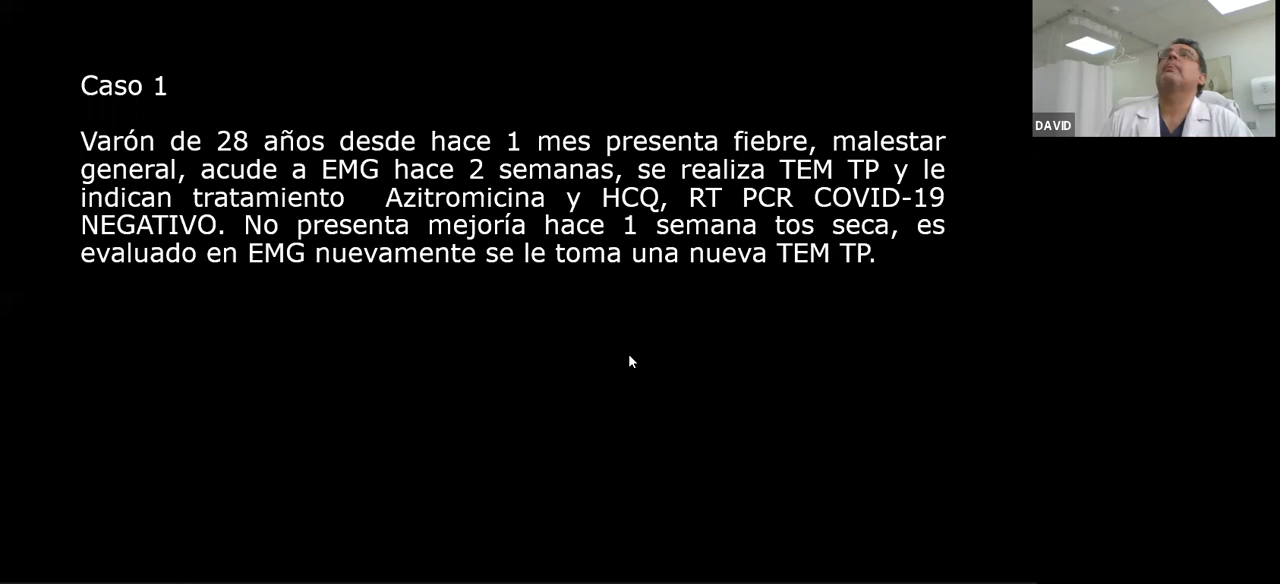 Caso 1
Varón de 28 años desde hace 1 mes presenta fiebre, malestar
general, acude a EMG hace 2 semanas, se realiza TEM TP y le
indican tratamiento Azitromicina y HCQ, RT PCR COVID-19
NEGATIVO. No presenta mejoría hace 1 semana tos seca, es
evaluado en EMG nuevamente se le toma una nueva TEM TP.
DAVID